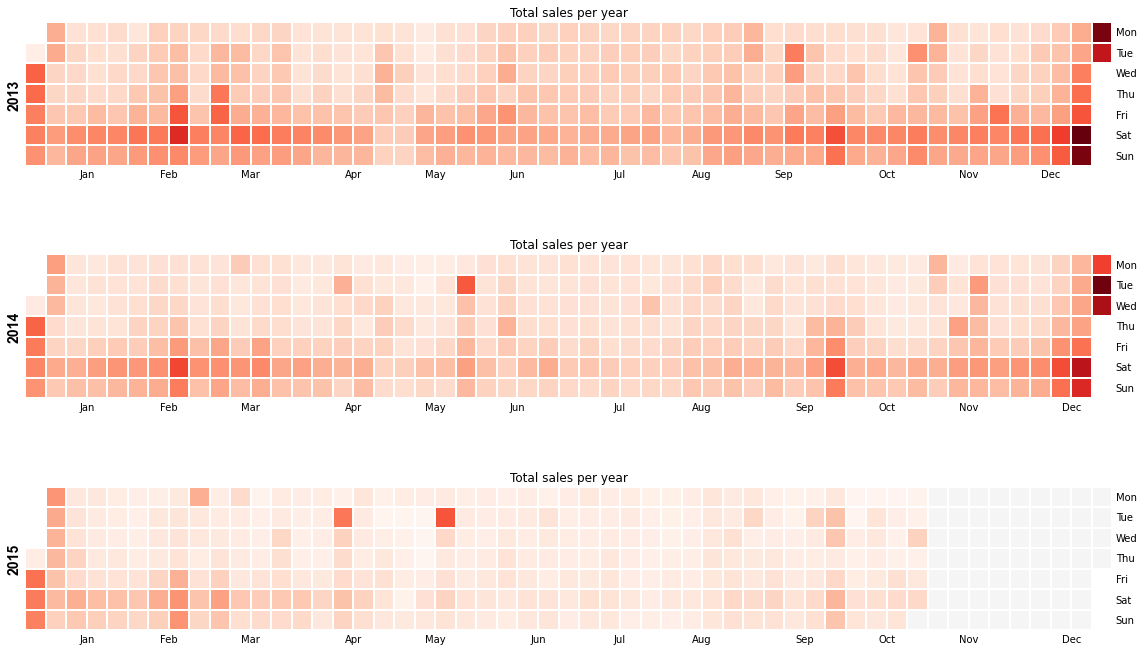 Total sales per year
2013
Mon
Tue
Wed
Thu
Fri
Sat
Sun
Jan Feb Mar Apr May Jun Jul Aug Sep Oct Nov Dec
Total sales per year
2014
Mon
Tue
Wed
Thu
Fri
Sat
Sun
Jan Feb Mar Apr May Jun Jul Aug Sep Oct Nov Dec
Total sales per year
2015
Mon
Tue
Wed
Thu
Fri
Sat
Sun
Jan Feb Mar Apr May Jun Jul Aug Sep Oct Nov Dec